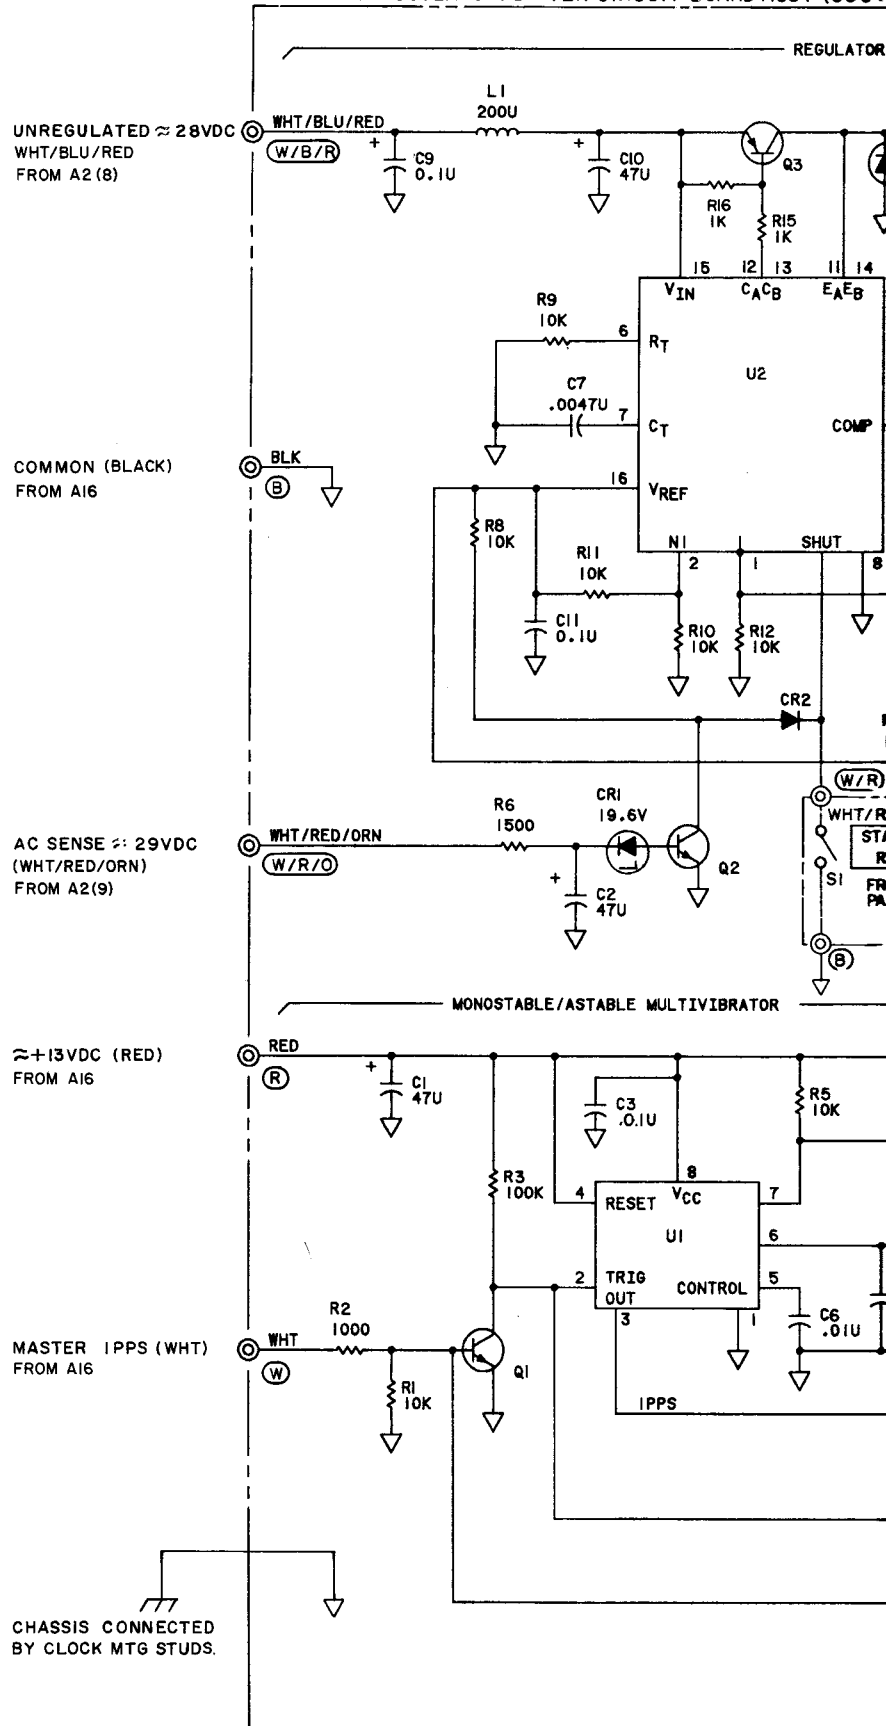 REGULATOR
L1
200U
UNREGULATED ≈ 28VDC
WHT/BLU/RED
FROM A2(8)
WHT/BLU/RED
W/B/R
+
C9
0.1U
+
C10
47U
Q3
R16
1K
R15
1K
15
12
13
11
14
VIN
CACB
EAEB
R9
10K
6
RT
U2
C7
.0047U
7
CT
COMP
COMMON (BLACK)
FROM A16
BLK
B
16
VREF
R8
10K
R11
10K
NI
SHUT
2
1
8
C11
0.1U
R10
10K
R12
10K
CR2
W/R
AC SENSE ≈ 29VDC
(WHT/RED/ORN)
FROM A2(9)
WHT/RED/ORN
W/R/O
R6
1500
CR1
19.6V
Q2
+
C2
47U
WHT/R
STA
R
S1
FR
PA
B
MONOSTABLE/ASTABLE MULTIVIBRATOR
≈+13VDC (RED)
FROM A16
RED
R
+
C1
47U
C3
.0.1U
R5
10K
R3
100K
4
RESET
8
VCC
7
U1
6
2
TRIG
OUT
CONTROL
5
3
1
C6
.01U
MASTER 1PPS (WHT)
FROM A16
WHT
W
R2
1000
R1
10K
Q1
1PPS
CHASSIS CONNECTED
BY CLOCK MTG STUDS.